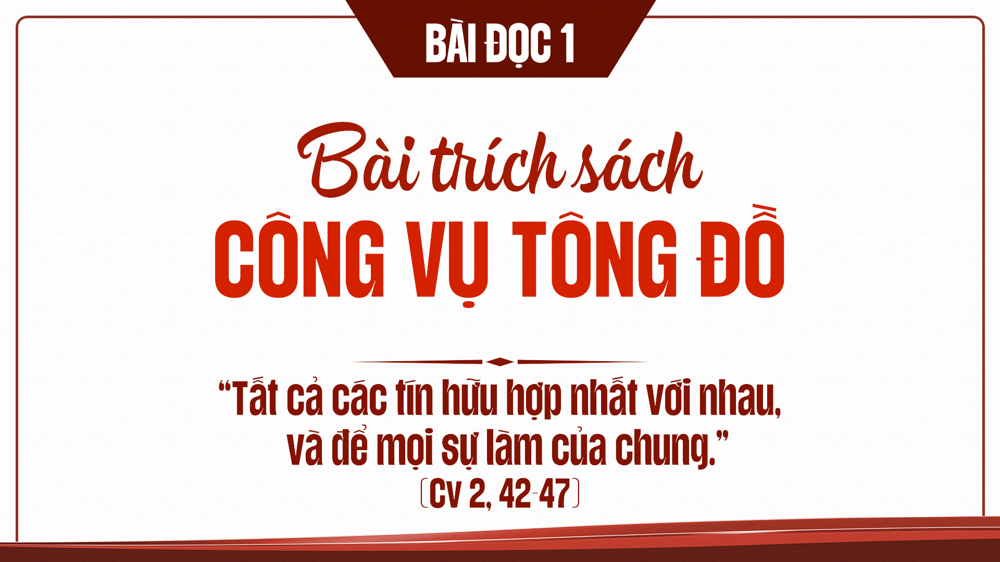 BÀI ĐỌC 1
Bài trích sách
CÔNG VỤ TÔNG ĐỒ
“Tất cả các tín hữu hợp nhất với nhau,
và để mọi sự làm của chung.”
(Cv 2, 42-47)